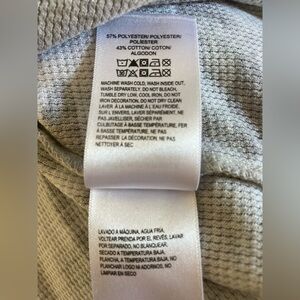 57% POLYESTER/ POLYESTER/
POLIÉSTER
43% COTTON/ COTON/
ALGODON
MACHINE WASH COLD, WASH INSIDE OUT,
WASH SEPARATELY, DO NOT BLEACH,
TUMBLE DRY LOW, COOL IRON, DO NOT
IRON DECORATION, DO NOT DRY CLEAN
LAVER À LA MACHINE À L'EAU FROIDE,
SUR L'ENVERS, LAVER SÉPARÉMENT, NE
PAS JAVELLISER, SÉCHER PAR
CULBUTAGE À BASSE TEMPÉRATURE, FER
À BASSE TEMPÉRATURE, NE PAS
REPASSER LA DÉCORATION, NE PAS
NETTOYER À SEC
LAVADO A MÁQUINA, AGUA FRIA,
VOLTEAR PRENDA POR EL REVÉS, LAVAR
POR SEPARADO, NO BLANQUEAR,
SECADO A TEMPERATURA BAJA,
PLANCHA, A TEMPERATURA BAJA, NO
PLANCHAR LOGO NI ADORNOS, NO
LIMPIAR EN SECO